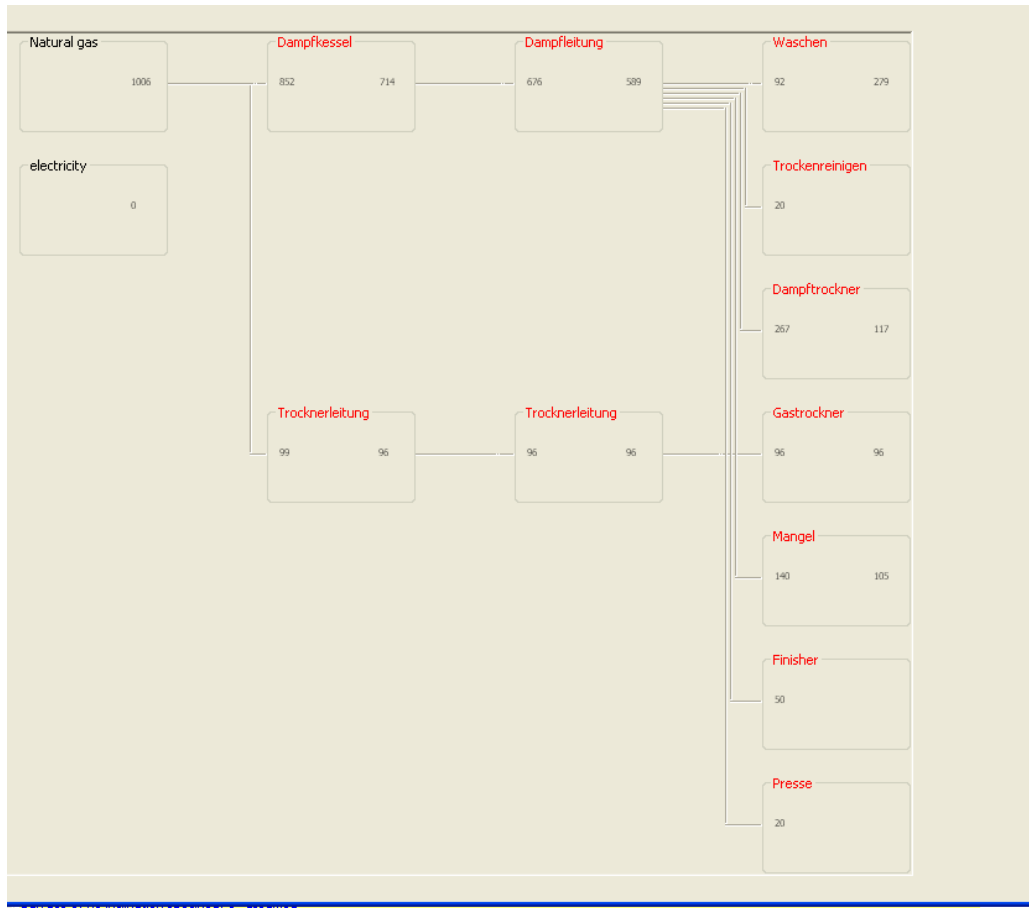 Natural gas
1006
Dampfkessel
852 714
Dampfleitung
676 589
Waschen
92 279
electricity
0
Trockenreinigen
20
Dampftrockner
267 117
Trocknerleitung
99 96
Trocknerleitung
96 96
Gastrockner
96 96
Mangel
140 105
Finisher
50
Presse
20